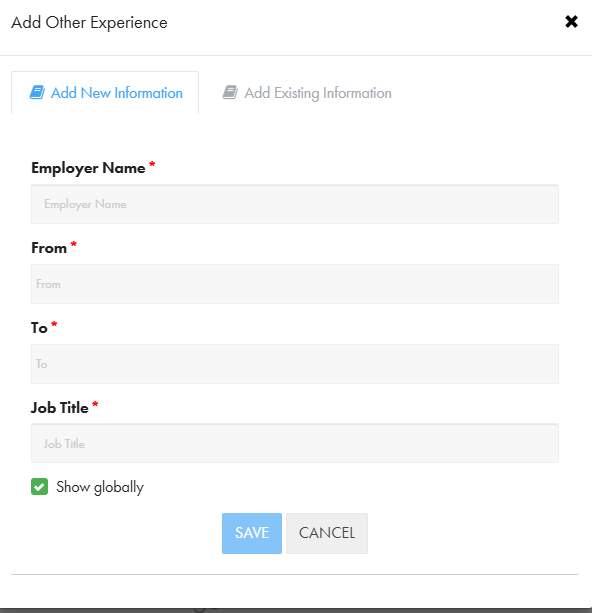 Add Other Experience
Add New Information
Add Existing Information
Employer Name *
Employer Name
From *
From
To *
To
Job Title *
Job Title
Show globally
SAVE
CANCEL